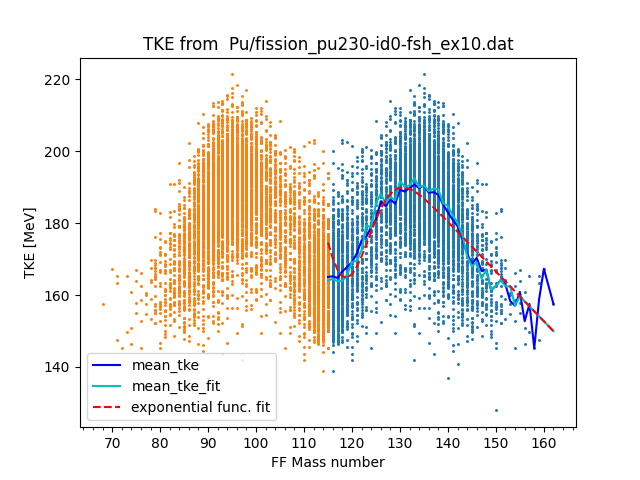 TKE from  Pu/fission_pu230-id0-fsh_ex10.dat
TKE [MeV]
220
200
180
160
140
mean_tke
mean_tke_fit
exponential func. fit
70 80 90 100 110 120 130 140 150 160
FF Mass number